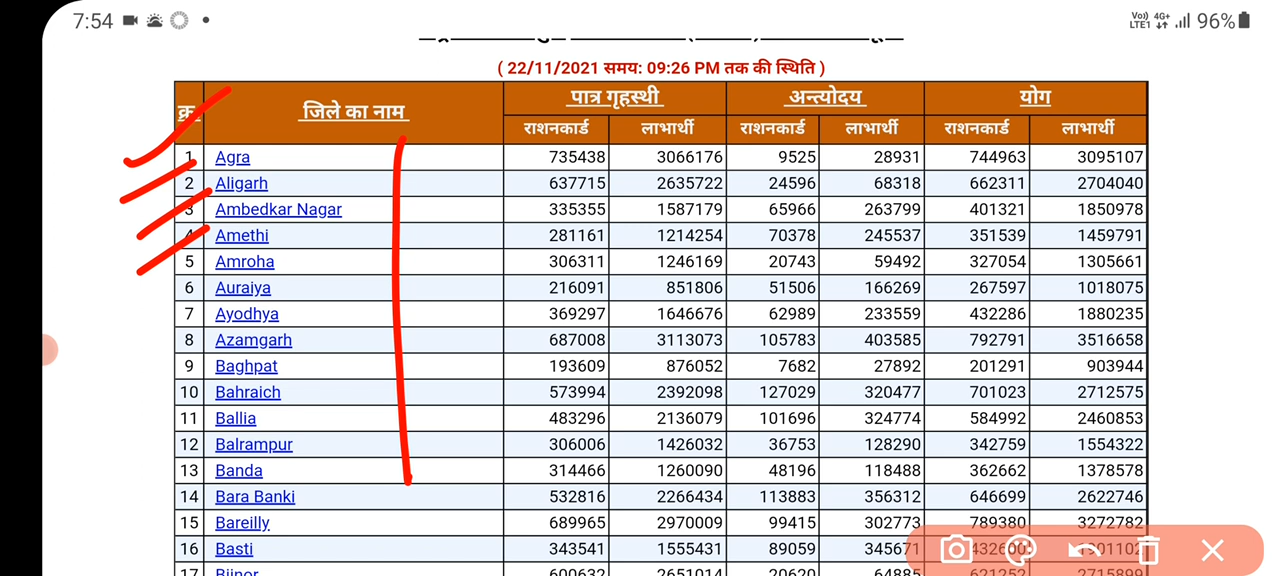 7:54 Vo)) LTE1 4G+ 96%
( 22/11/2021 समय: 09:26 PM तक की स्थिति )
क्र जिले का नाम पात्र गृहस्थी अन्त्योदय योग
राशनकार्ड लाभार्थी राशनकार्ड लाभार्थी राशनकार्ड लाभार्थी
1 Agra 735438 3066176 9525 28931 744963 3095107
2 Aligarh 637715 2635722 24596 68318 662311 2704040
3 Ambedkar Nagar 335355 1587179 65966 263799 401321 1850978
4 Amethi 281161 1214254 70378 245537 351539 1459791
5 Amroha 306311 1246169 20743 59492 327054 1305661
6 Auraiya 216091 851806 51506 166269 267597 1018075
7 Ayodhya 369297 1646676 62989 233559 432286 1880235
8 Azamgarh 687008 3113073 105783 403585 792791 3516658
9 Baghpat 193609 876052 7682 27892 201291 903944
10 Bahraich 573994 2392098 127029 320477 701023 2712575
11 Ballia 483296 2136079 101696 324774 584992 2460853
12 Balrampur 306006 1426032 36753 128290 342759 1554322
13 Banda 314466 1260090 48196 118488 362662 1378578
14 Bara Banki 532816 2266434 113883 356312 646699 2622746
15 Bareilly 689965 2970009 99415 302773 789380 3272782
16 Basti 343541 1555431 89059 345671 432600 1901102
17 Bijnor 600632 2651014 20620 64885 621252 2715899